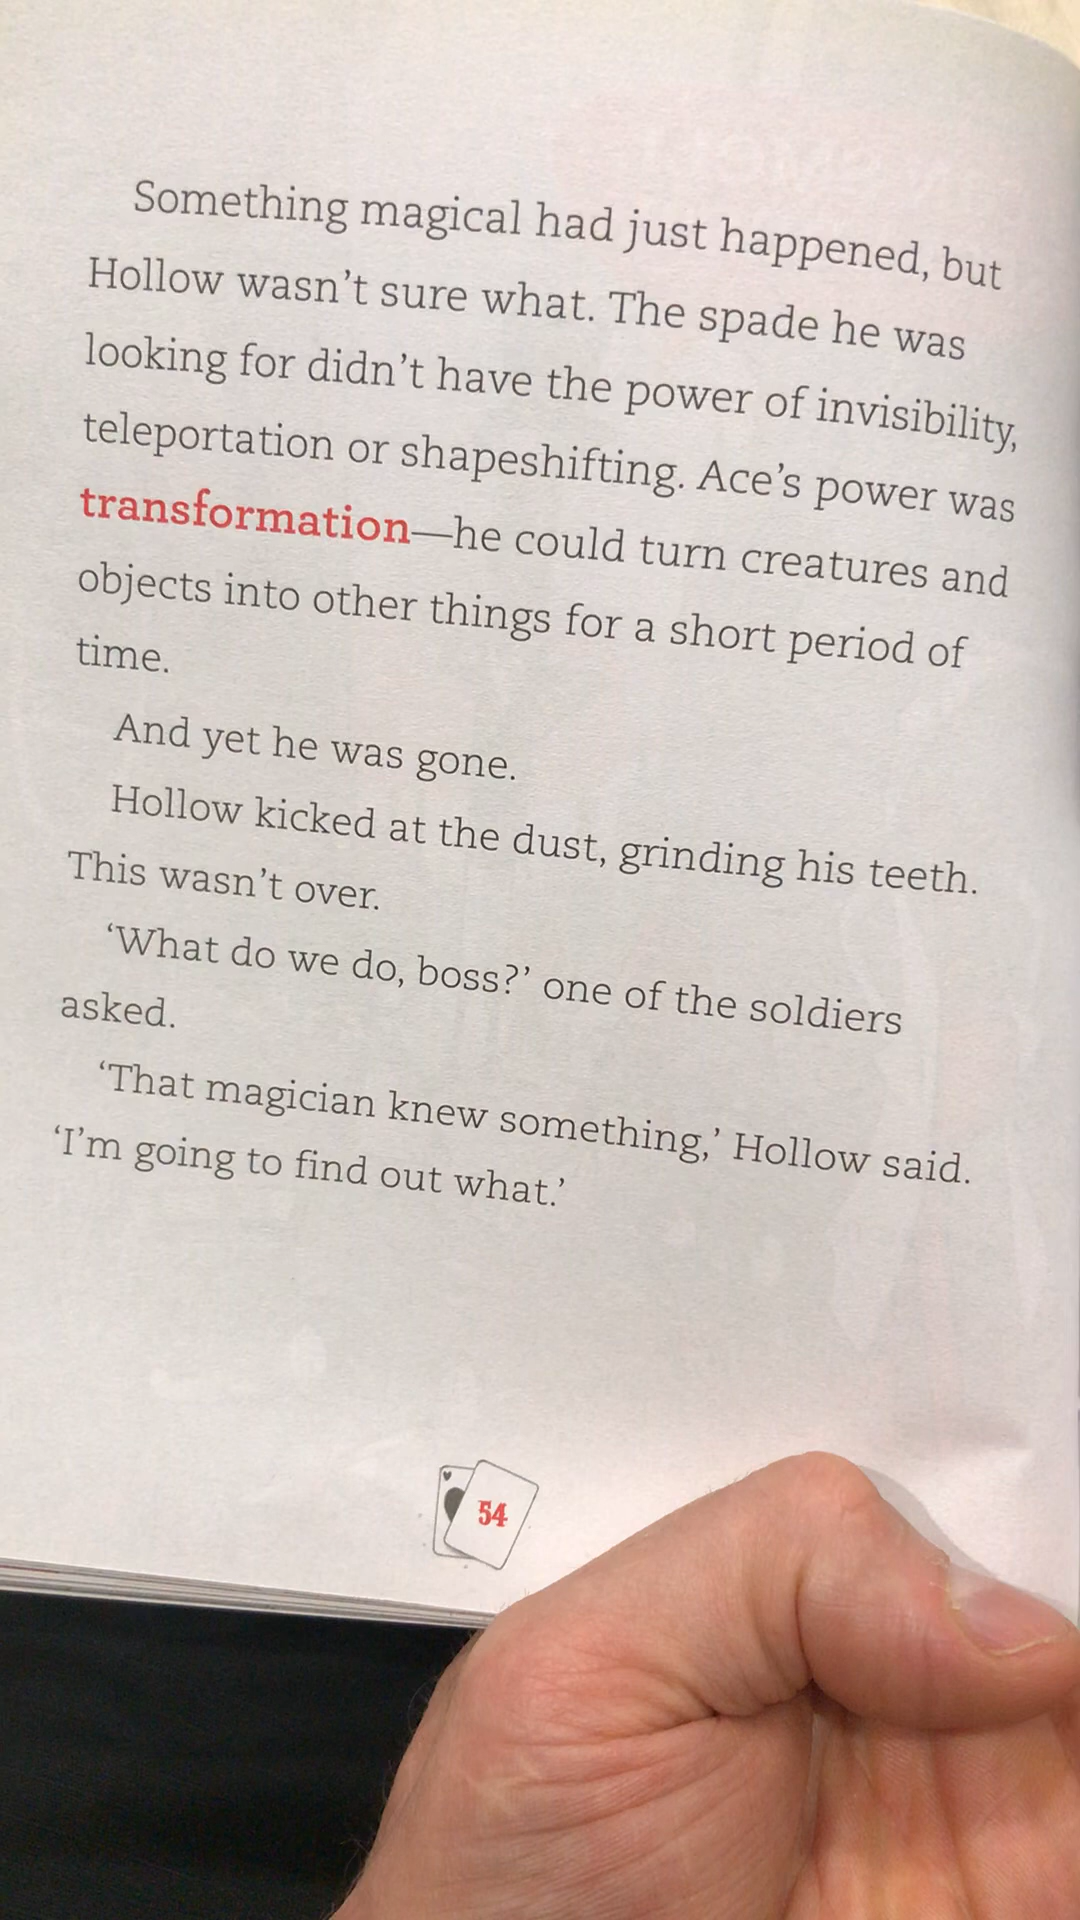 Something magical had just happened, but
Hollow wasn’t sure what. The spade he was
looking for didn’t have the power of invisibility,
teleportation or shapeshifting. Ace’s power was
transformation—he could turn creatures and
objects into other things for a short period of
time.
And yet he was gone.
Hollow kicked at the dust, grinding his teeth.
This wasn’t over.
‘What do we do, boss?’ one of the soldiers
asked.
‘That magician knew something,’ Hollow said.
‘I’m going to find out what.’
54